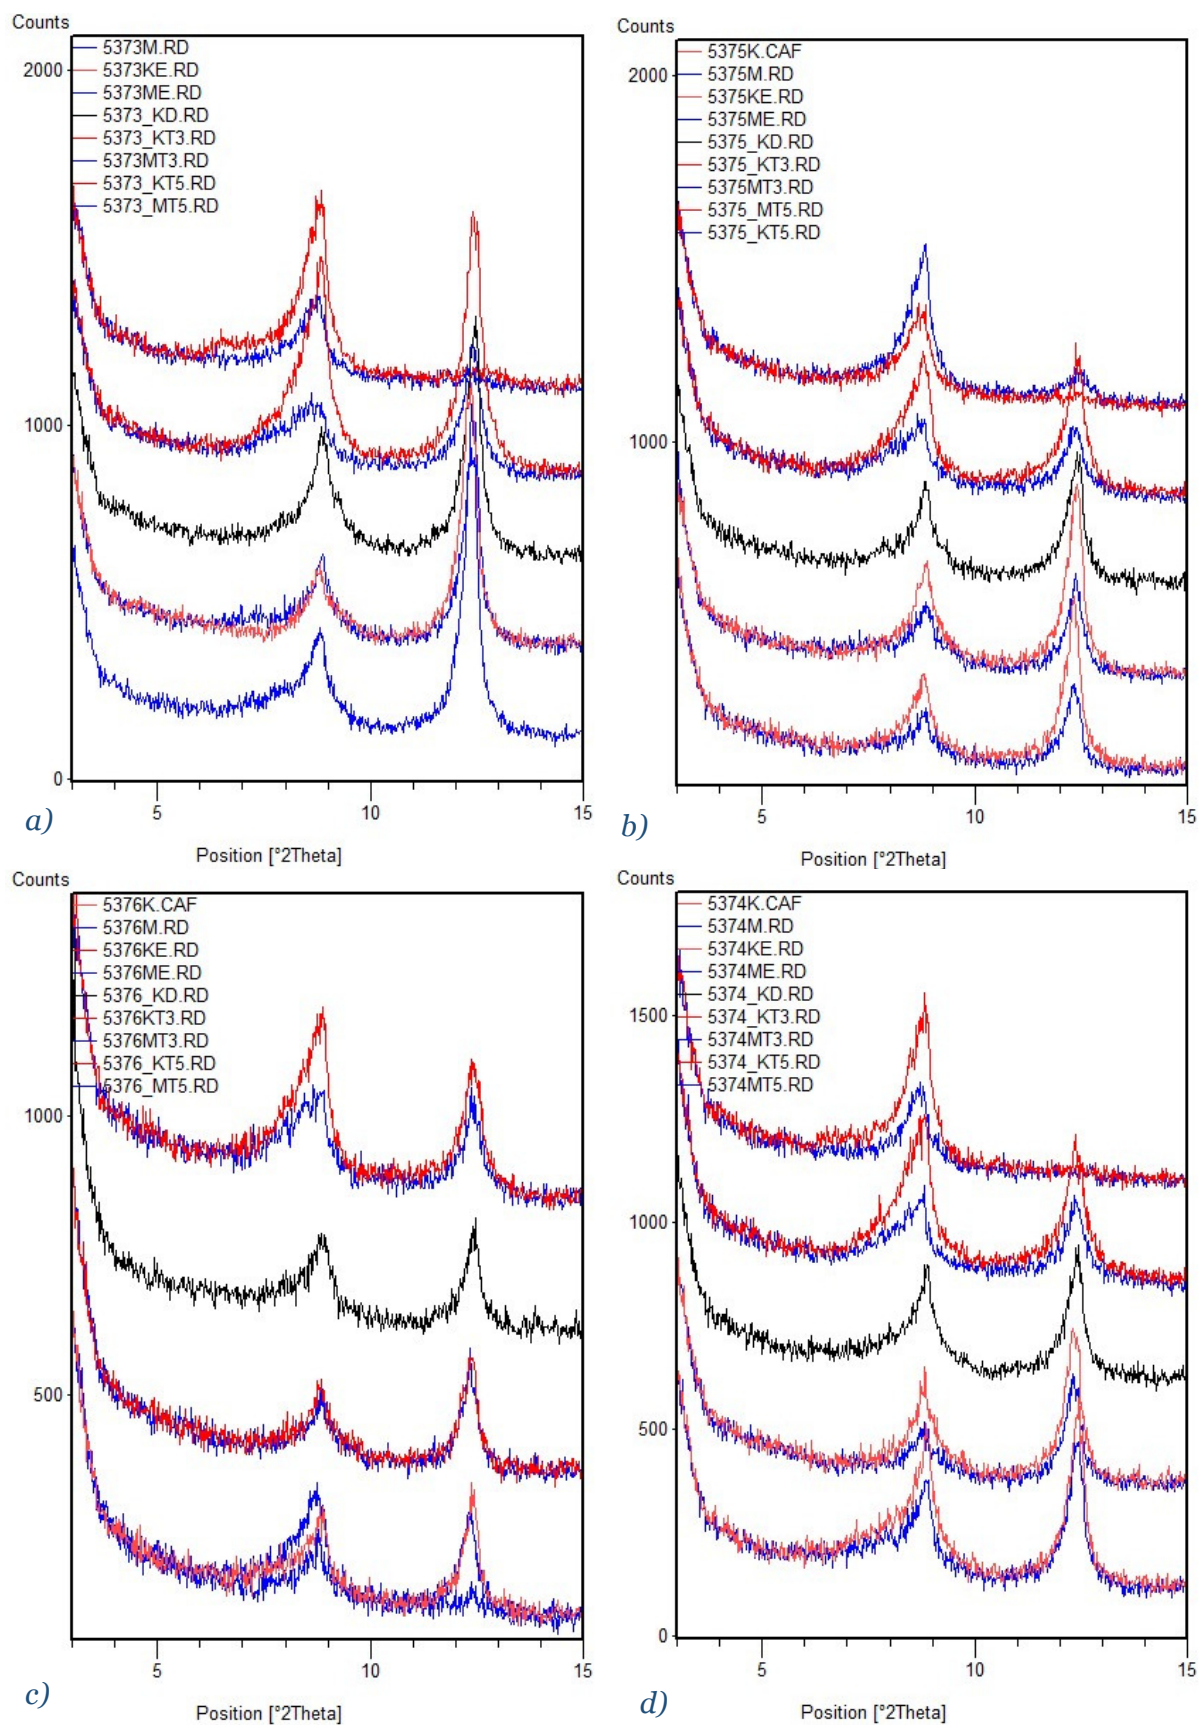 Counts
5373M.RD
2000
5373KE.RD
5373ME.RD
5373_KD.RD
5373_KT3.RD
5373MT3.RD
5373_KT5.RD
5373_MT5.RD
1000
0
5
10
15
a)
Position [°2Theta]
Counts
5375K.CAF
2000
5375M.RD
5375KE.RD
5375ME.RD
5375_KD.RD
5375_KT3.RD
5375MT3.RD
5375_MT5.RD
5375_KT5.RD
1000
0
5
10
15
b)
Position [°2Theta]
Counts
5376K.CAF
5376M.RD
5376KE.RD
5376ME.RD
5376_KD.RD
5376KT3.RD
5376MT3.RD
5376_KT5.RD
5376_MT5.RD
1000
500
5
10
15
c)
Position [°2Theta]
Counts
5374K.CAF
5374M.RD
5374KE.RD
5374ME.RD
5374_KD.RD
1500
5374_KT3.RD
5374MT3.RD
5374_KT5.RD
5374MT5.RD
1000
500
0
5
10
15
d)
Position [°2Theta]